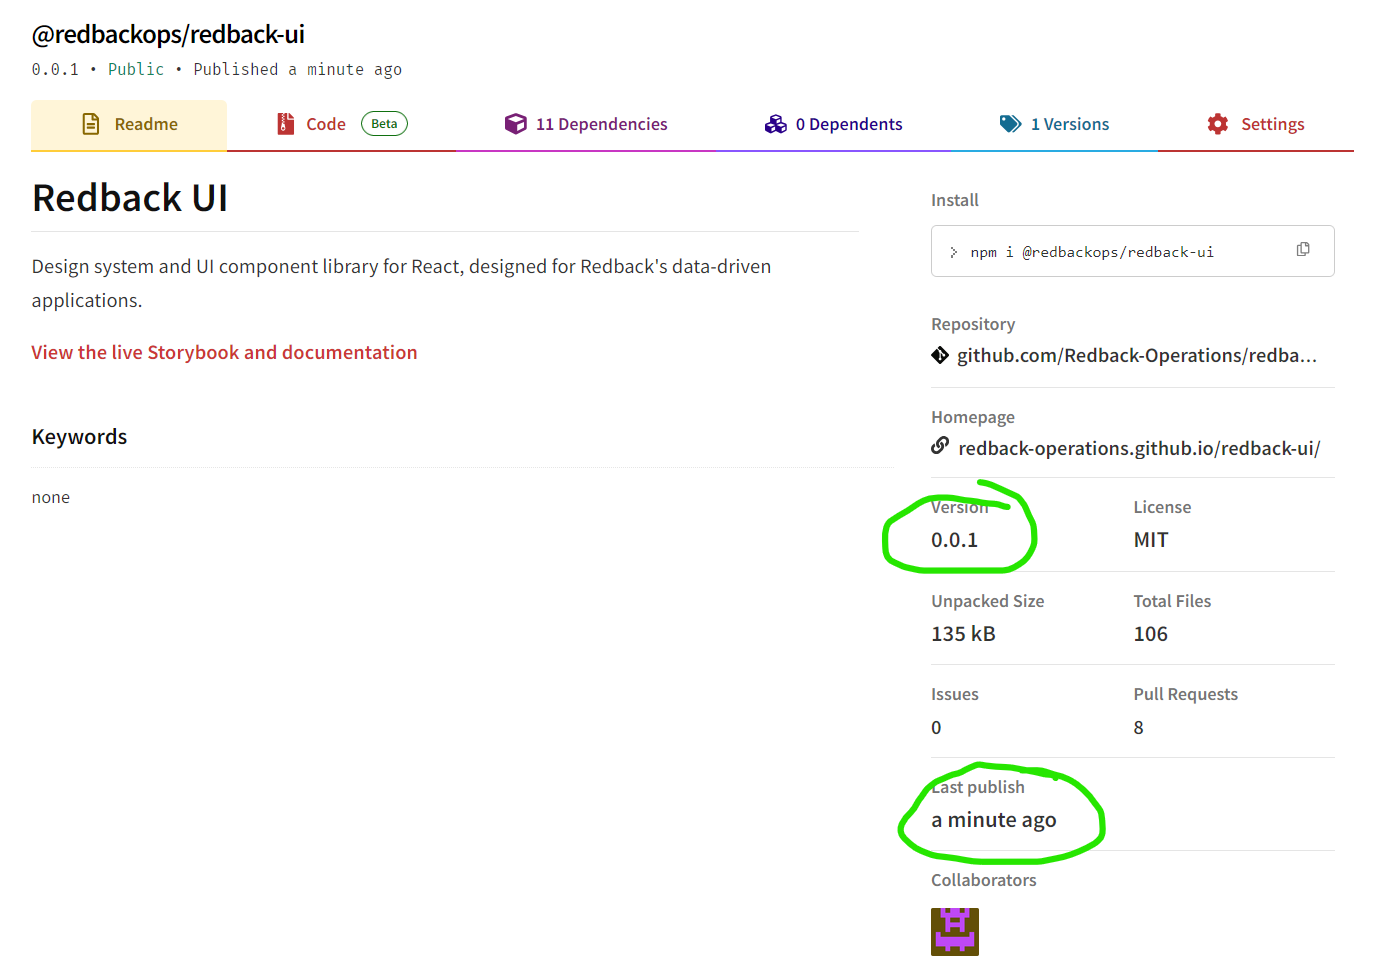 @redbackops/redback-ui
0.0.1 • Public • Published a minute ago
Readme
Code Beta
11 Dependencies
0 Dependents
1 Versions
Settings
Redback UI
Design system and UI component library for React, designed for Redback's data-driven
applications.
View the live Storybook and documentation
Keywords
none
Install
npm i @redbackops/redback-ui
Repository
github.com/Redback-Operations/redba...
Homepage
redback-operations.github.io/redback-ui/
Version
0.0.1
License
MIT
Unpacked Size
135 kB
Total Files
106
Issues
0
Pull Requests
8
Last publish
a minute ago
Collaborators